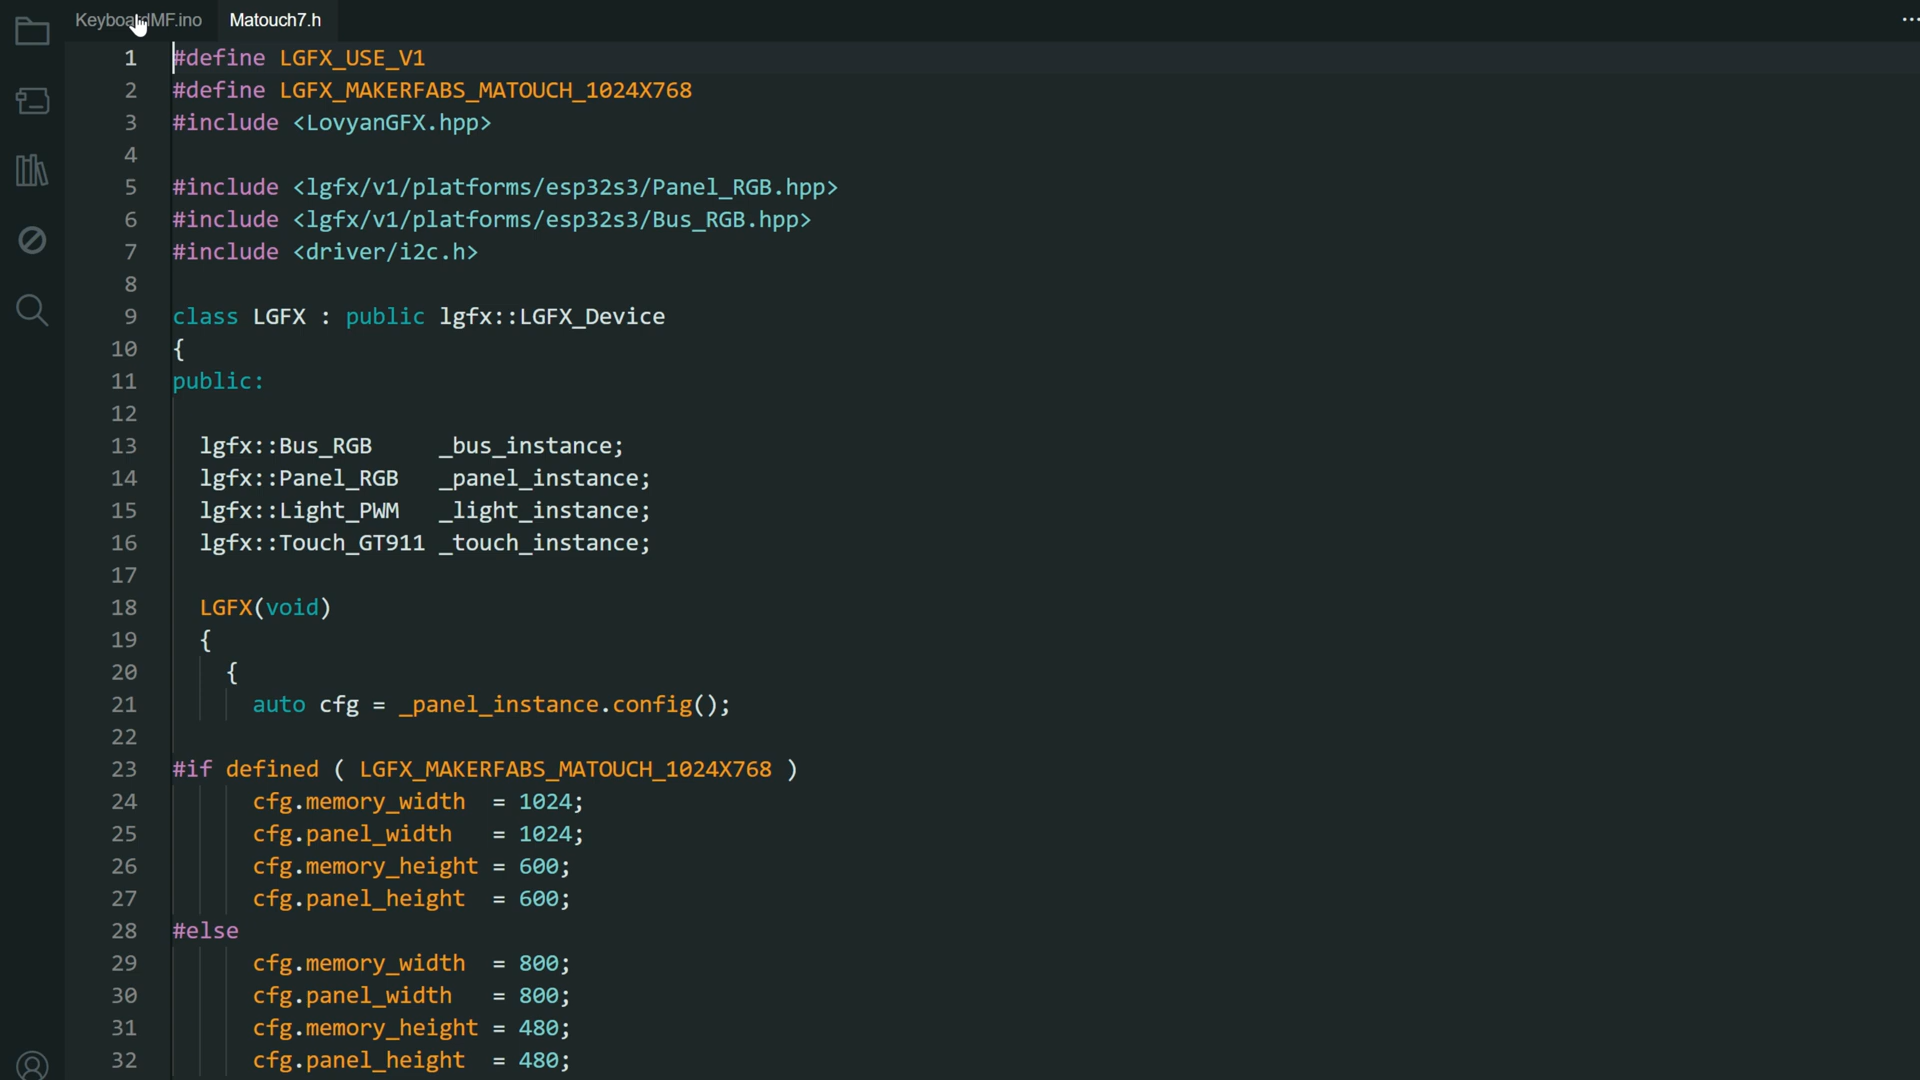 KeyboardMF.ino Matouch7.h
1 #define LGFX_USE_V1
2 #define LGFX_MAKERFABS_MATOUCH_1024X768
3 #include <LovyanGFX.hpp>
4
5 #include <lgfx/v1/platforms/esp32s3/Panel_RGB.hpp>
6 #include <lgfx/v1/platforms/esp32s3/Bus_RGB.hpp>
7 #include <driver/i2c.h>
8
9 class LGFX : public lgfx::LGFX_Device
10 {
11 public:
12
13 lgfx::Bus_RGB _bus_instance;
14 lgfx::Panel_RGB _panel_instance;
15 lgfx::Light_PWM _light_instance;
16 lgfx::Touch_GT911 _touch_instance;
17
18 LGFX(void)
19 {
20 {
21 auto cfg = _panel_instance.config();
22
23 #if defined ( LGFX_MAKERFABS_MATOUCH_1024X768 )
24 cfg.memory_width = 1024;
25 cfg.panel_width = 1024;
26 cfg.memory_height = 600;
27 cfg.panel_height = 600;
28 #else
29 cfg.memory_width = 800;
30 cfg.panel_width = 800;
31 cfg.memory_height = 480;
32 cfg.panel_height = 480;